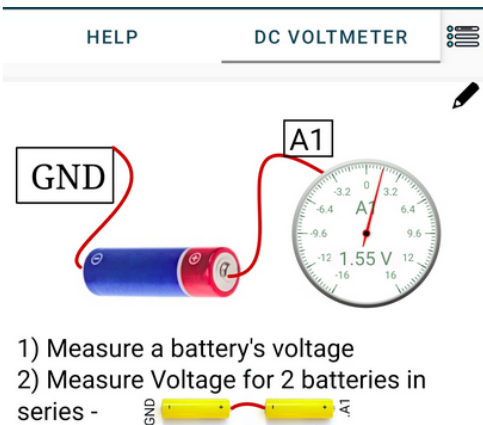 HELP
DC VOLTMETER
GND
A1
0
-3.2
3.2
-6.4
A1
6.4
-9.6
9.6
-12
1.55 V
12
-16
16
1) Measure a battery's voltage
2) Measure Voltage for 2 batteries in
series -
GND
A1